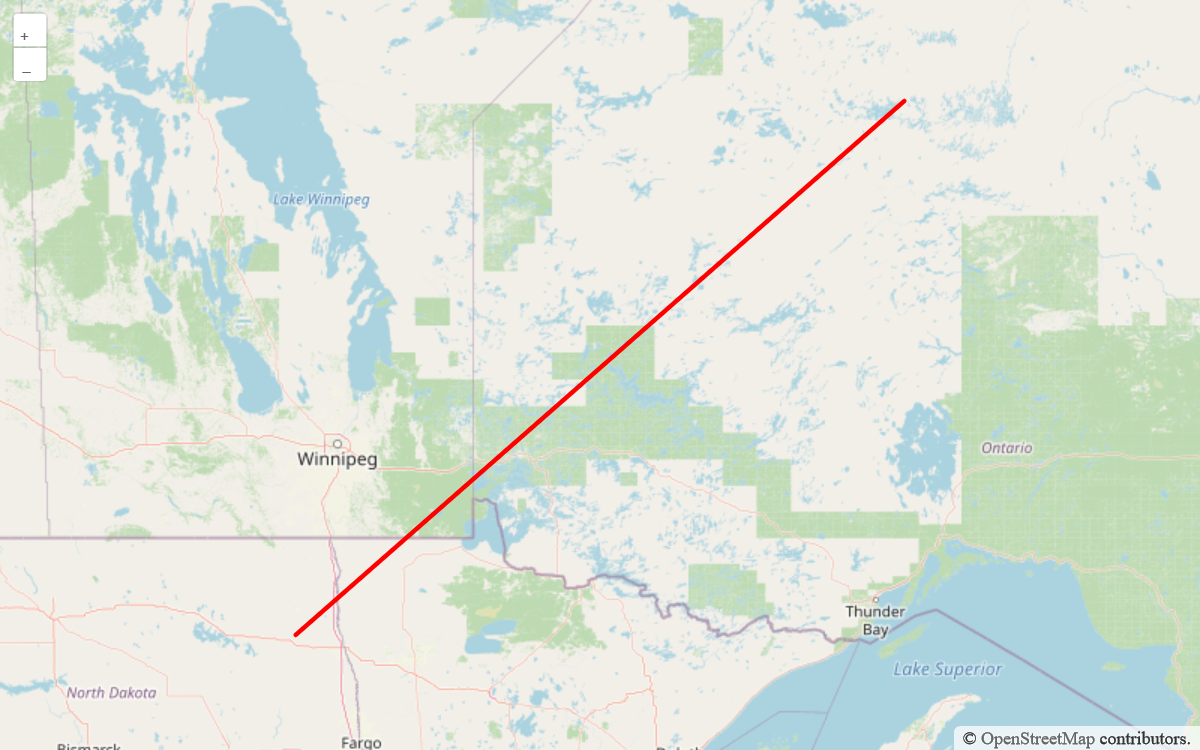 +
–
Lake Winnipeg
Winnipeg
Ontario
Thunder
Bay
Lake Superior
North Dakota
Fargo
© OpenStreetMap contributors.